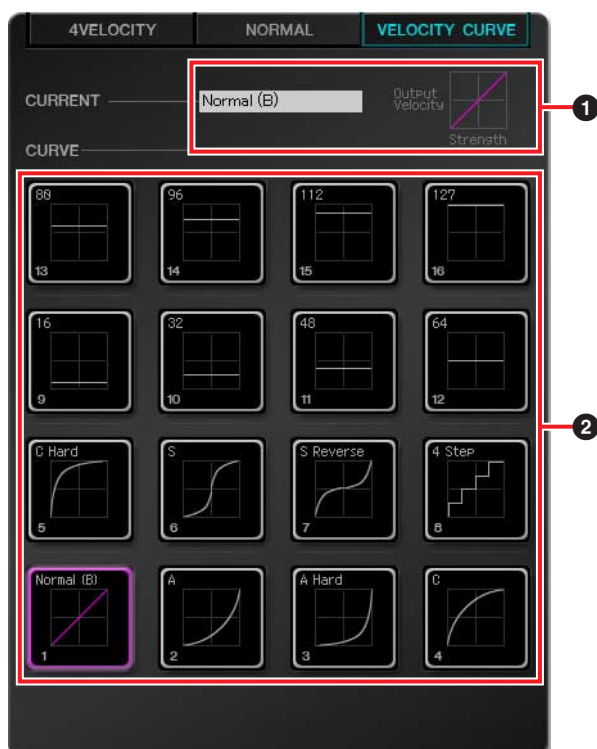 4VELOCITY NORMAL VELOCITY CURVE
CURRENT Normal (B) Output Velocity Strength
1
CURVE
80 96 112 127
13 14 15 16
16 32 48 64
9 10 11 12
2
C Hard S S Reverse 4 Step
5 6 7 8
Normal (B) A A Hard C
1 2 3 4